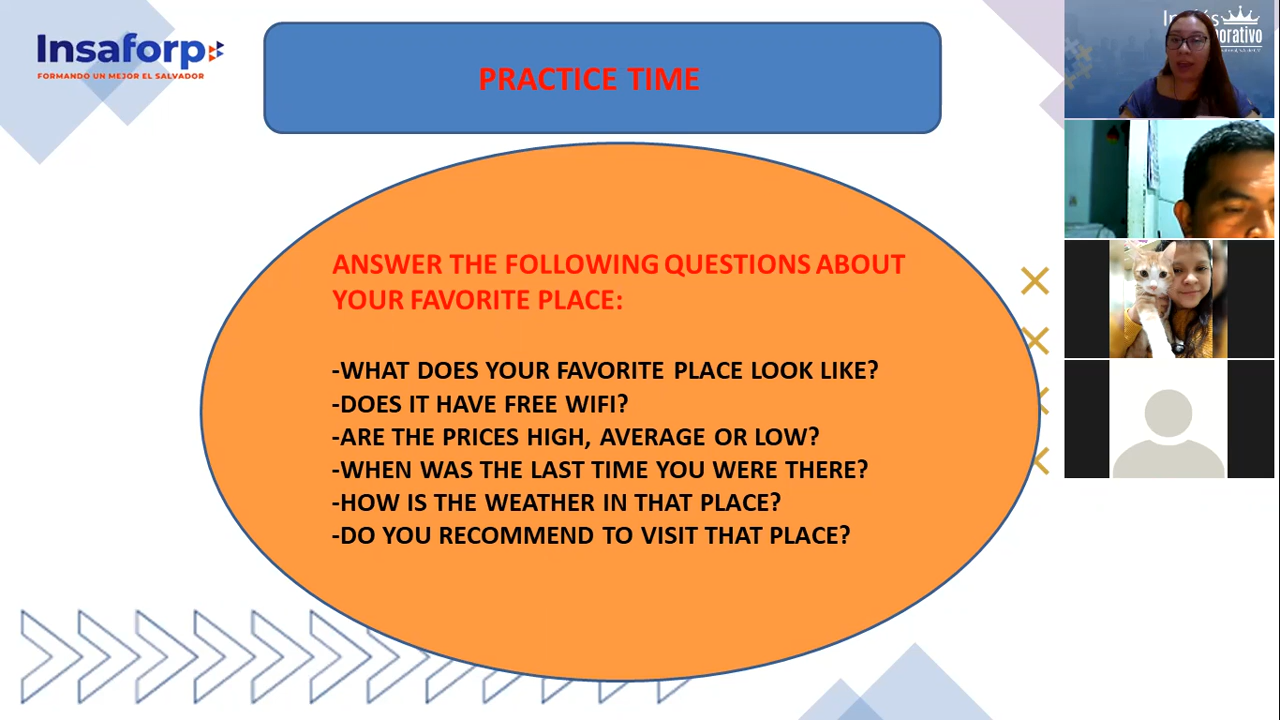 Insaforp
FORMANDO UN MEJOR EL SALVADOR
PRACTICE TIME
ANSWER THE FOLLOWING QUESTIONS ABOUT
YOUR FAVORITE PLACE:
-WHAT DOES YOUR FAVORITE PLACE LOOK LIKE?
-DOES IT HAVE FREE WIFI?
-ARE THE PRICES HIGH, AVERAGE OR LOW?
-WHEN WAS THE LAST TIME YOU WERE THERE?
-HOW IS THE WEATHER IN THAT PLACE?
-DO YOU RECOMMEND TO VISIT THAT PLACE?